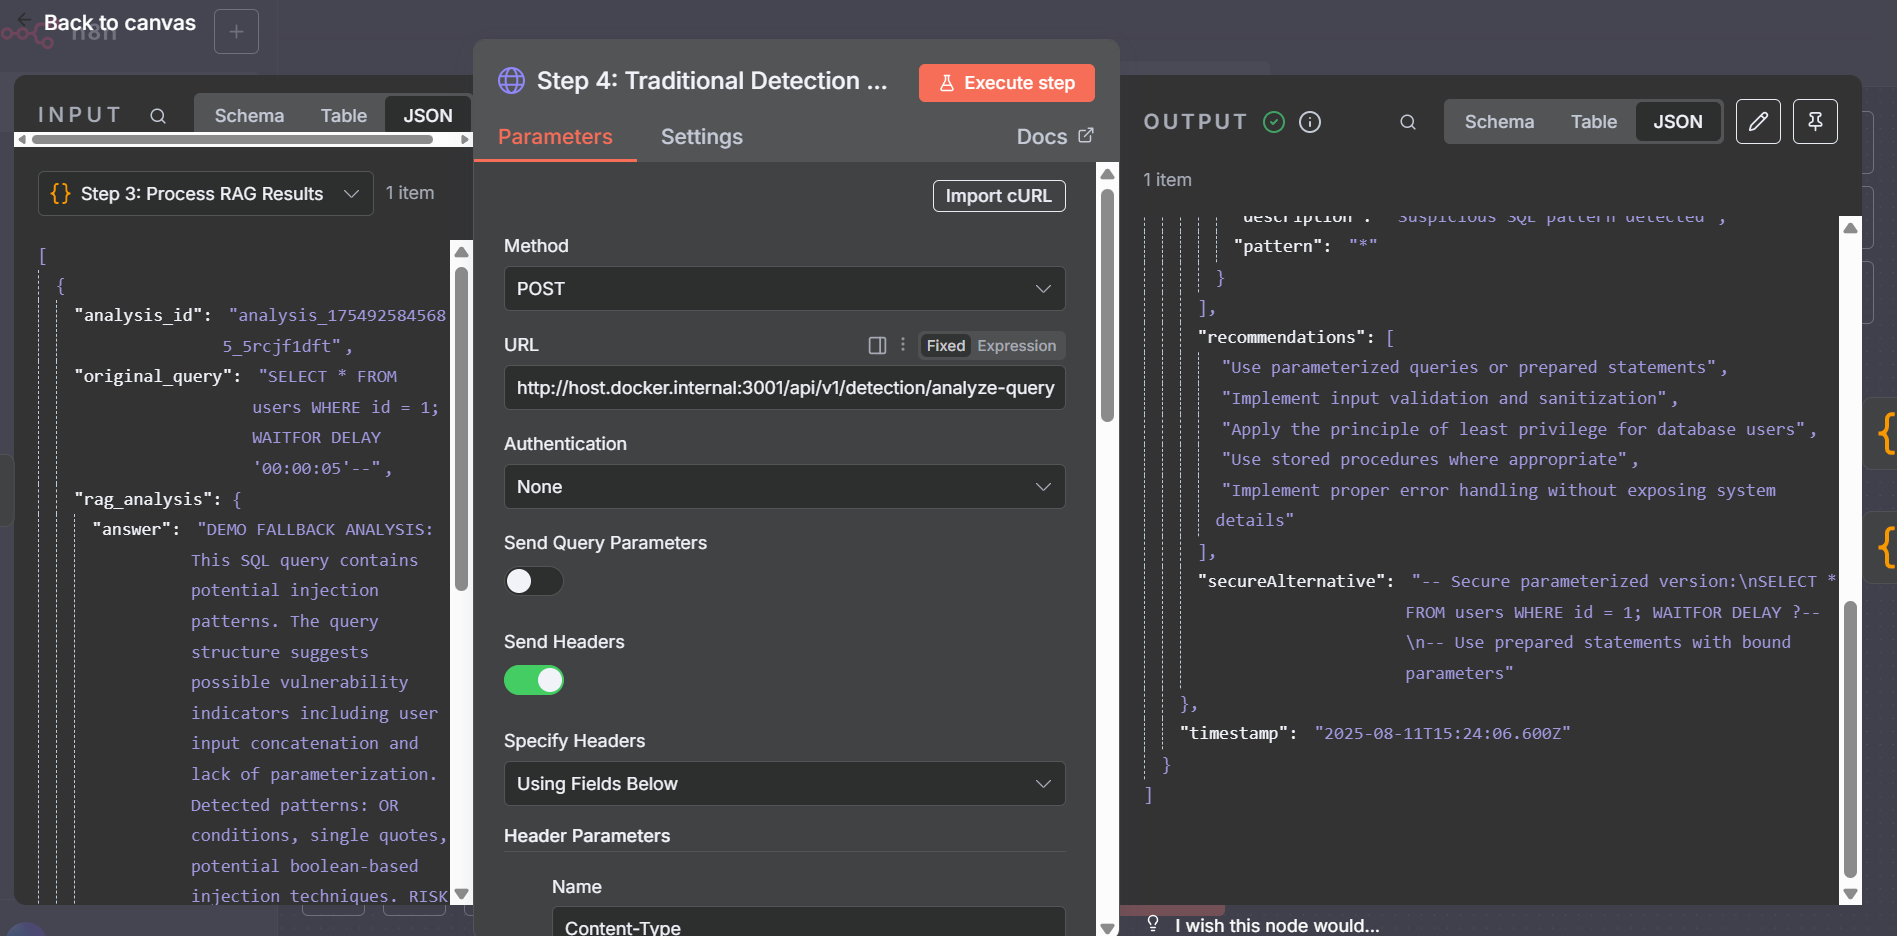 Back to canvas
n8n
INPUT
Schema
Table
JSON
Step 3: Process RAG Results
1 item
[
{
"analysis_id": "analysis_175492584568
5_5rcjf1dft",
"original_query": "SELECT * FROM
users WHERE id = 1;
WAITFOR DELAY
'00:00:05'--",
"rag_analysis": {
"answer": "DEMO FALLBACK ANALYSIS:
This SQL query contains
potential injection
patterns. The query
structure suggests
possible vulnerability
indicators including user
input concatenation and
lack of parameterization.
Detected patterns: OR
conditions, single quotes,
potential boolean-based
injection techniques. RISK
Step 4: Traditional Detection ...
Execute step
Parameters
Settings
Docs
Import cURL
Method
POST
URL
Fixed
Expression
http://host.docker.internal:3001/api/v1/detection/analyze-query
Authentication
None
Send Query Parameters
Send Headers
Specify Headers
Using Fields Below
Header Parameters
Name
Content-Type
OUTPUT
Schema
Table
JSON
1 item
"description": "Suspicious SQL pattern detected",
"pattern": "*"
}
],
"recommendations": [
"Use parameterized queries or prepared statements",
"Implement input validation and sanitization",
"Apply the principle of least privilege for database users",
"Use stored procedures where appropriate",
"Implement proper error handling without exposing system
details"
],
"secureAlternative": "-- Secure parameterized version:\nSELECT *
FROM users WHERE id = 1; WAITFOR DELAY ?--
\n-- Use prepared statements with bound
parameters"
},
"timestamp": "2025-08-11T15:24:06.600Z"
}
]
I wish this node would...